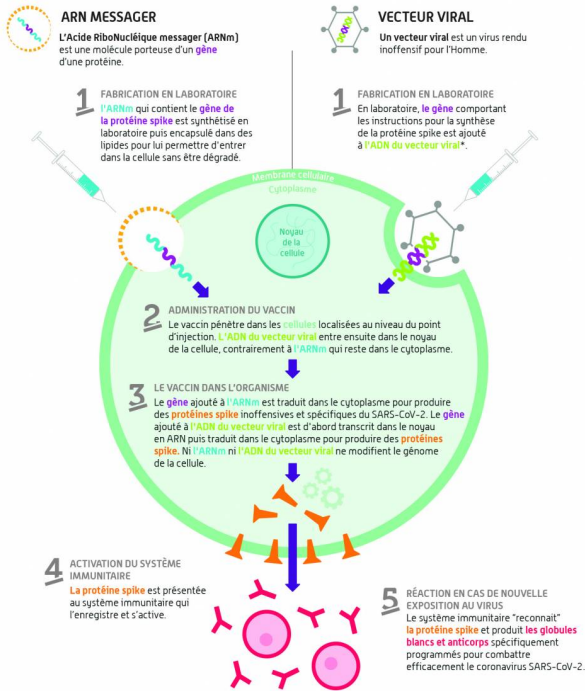 ARN MESSAGER
L'Acide RiboNucléique messager (ARNm)
est une molécule porteuse d'un gène
d'une protéine.
VECTEUR VIRAL
Un vecteur viral est un virus rendu
inoffensif pour l'Homme.
1 FABRICATION EN LABORATOIRE
l'ARNm qui contient le gène de
la protéine spike est synthétisé en
laboratoire puis encapsulé dans des
lipides pour lui permettre d'entrer
dans la cellule sans être dégradé.
1 FABRICATION EN LABORATOIRE
En laboratoire, le gène comportant
les instructions pour la synthèse
de la protéine spike est ajouté
à l'ADN du vecteur viral*.
Membrane cellulaire
Cytoplasme
Noyau
de la
cellule
2 ADMINISTRATION DU VACCIN
Le vaccin pénètre dans les cellules localisées au niveau du point
d'injection. L'ADN du vecteur viral entre ensuite dans le noyau
de la cellule, contrairement à l'ARNm qui reste dans le cytoplasme.
3 LE VACCIN DANS L'ORGANISME
Le gène ajouté à l'ARNm est traduit dans le cytoplasme pour produire
des protéines spike inoffensives et spécifiques du SARS-CoV-2. Le gène
ajouté à l'ADN du vecteur viral est d'abord transcrit dans le noyau
en ARN puis traduit dans le cytoplasme pour produire des protéines
spike. Ni l'ARNm ni l'ADN du vecteur viral ne modifient le génome
de la cellule.
4 ACTIVATION DU SYSTÈME
IMMUNITAIRE
La protéine spike est présentée
au système immunitaire qui
l'enregistre et s'active.
5 RÉACTION EN CAS DE NOUVELLE
EXPOSITION AU VIRUS
Le système immunitaire "reconnait"
la protéine spike et produit les globules
blancs et anticorps spécifiquement
programmés pour combattre
efficacement le coronavirus SARS-CoV-2.